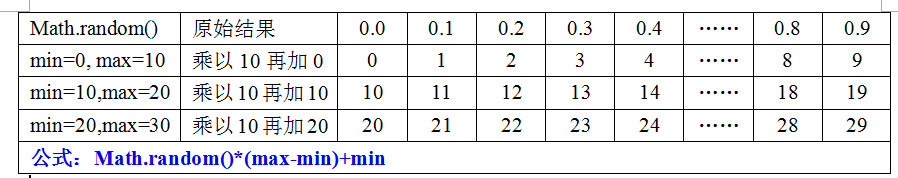 Math.random() 原始结果 0.0 0.1 0.2 0.3 0.4 …… 0.8 0.9
min=0, max=10 乘以 10 再加 0 0 1 2 3 4 …… 8 9
min=10,max=20 乘以 10 再加 10 10 11 12 13 14 …… 18 19
min=20,max=30 乘以 10 再加 20 20 21 22 23 24 …… 28 29
公式：Math.random()*(max-min)+min